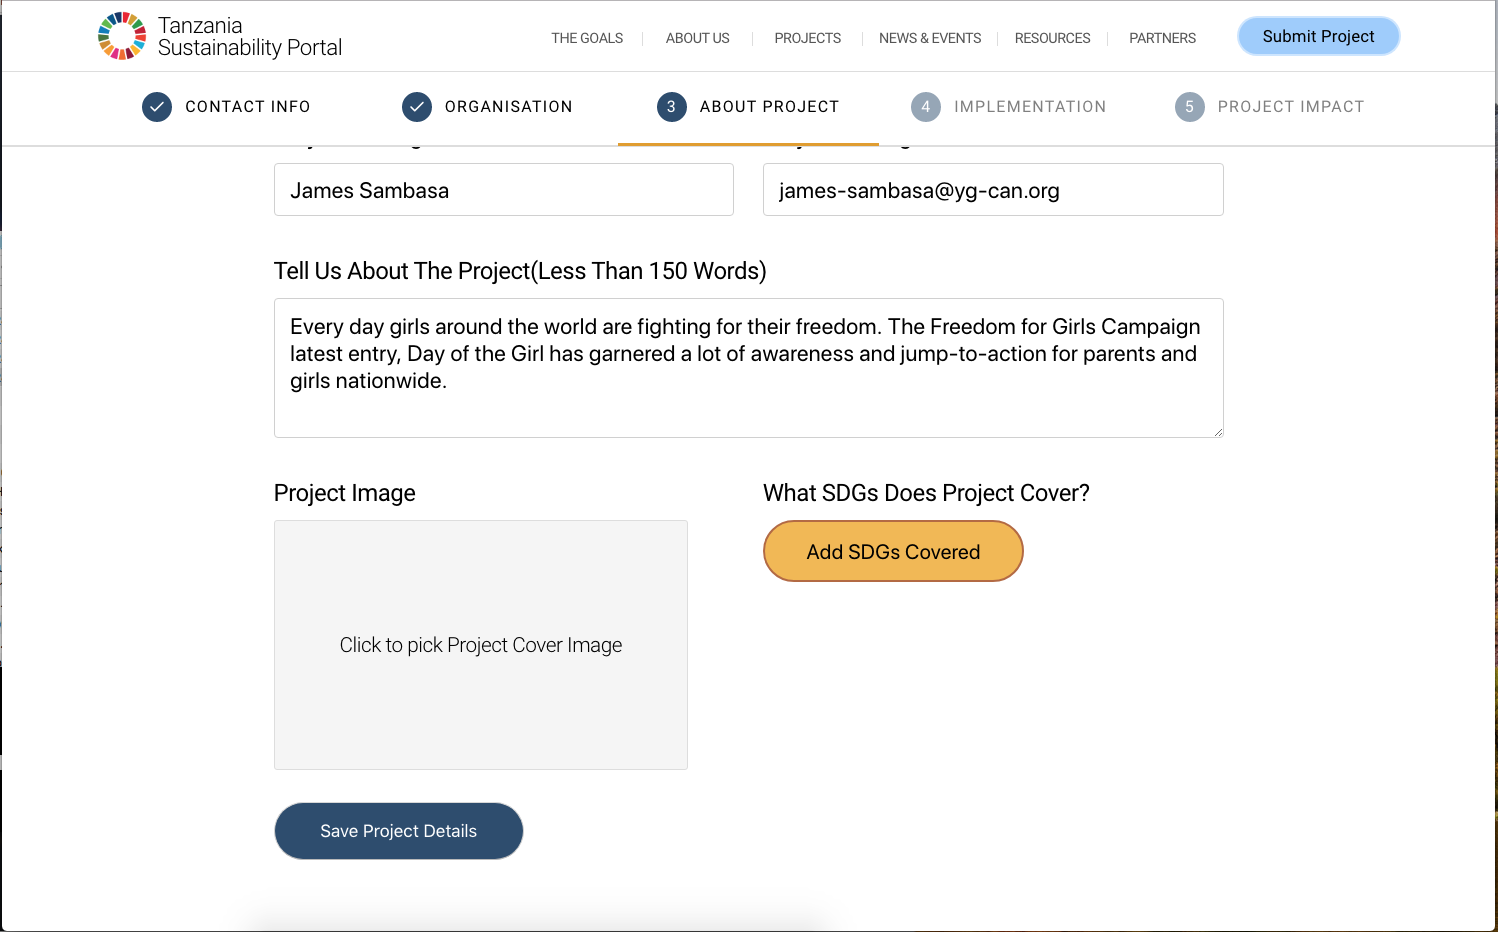 Tanzania
Sustainability Portal
THE GOALS
ABOUT US
PROJECTS
NEWS & EVENTS
RESOURCES
PARTNERS
Submit Project
CONTACT INFO
ORGANISATION
3 ABOUT PROJECT
4 IMPLEMENTATION
5 PROJECT IMPACT
James Sambasa
james-sambasa@yg-can.org
Tell Us About The Project(Less Than 150 Words)
Every day girls around the world are fighting for their freedom. The Freedom for Girls Campaign
latest entry, Day of the Girl has garnered a lot of awareness and jump-to-action for parents and
girls nationwide.
Project Image
What SDGs Does Project Cover?
Add SDGs Covered
Click to pick Project Cover Image
Save Project Details